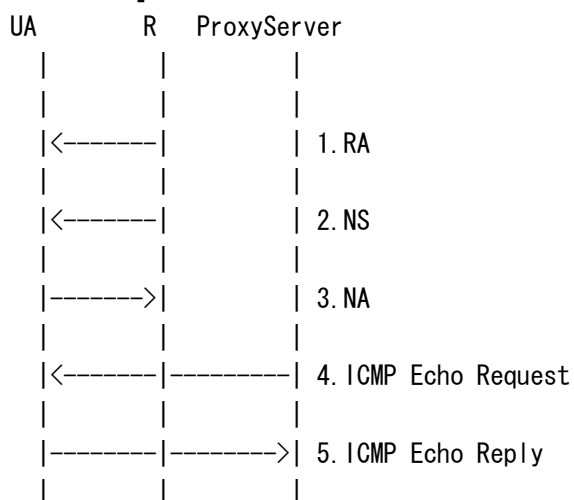 UA R ProxyServer
| | |
| | |
|<-------| | 1.RA
| | |
|<-------| | 2.NS
| | |
|------->| | 3.NA
| | |
|<-------|---------| 4.ICMP Echo Request
| | |
|--------|-------->| 5.ICMP Echo Reply
| | |